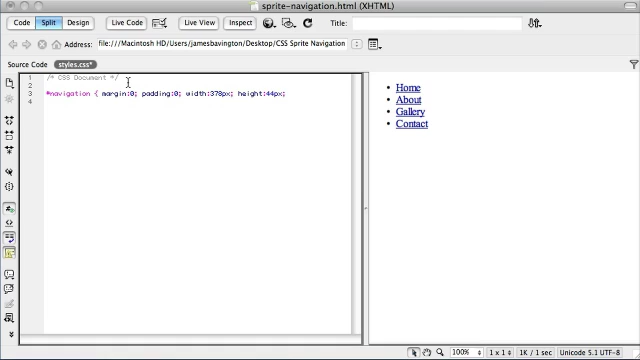 sprite-navigation.html (XHTML)
Code Split Design Live Code Live View Inspect Title:
Address: file:///Macintosh HD/Users/jamesbavington/Desktop/CSS Sprite Navigation
Source Code styles.css*
1 /* CSS Document */
2
3 #navigation { margin:0; padding:0; width:378px; height:44px;
4
Home
About
Gallery
Contact
100% 1 x 1 1K / 1 sec Unicode 5.1 UTF-8